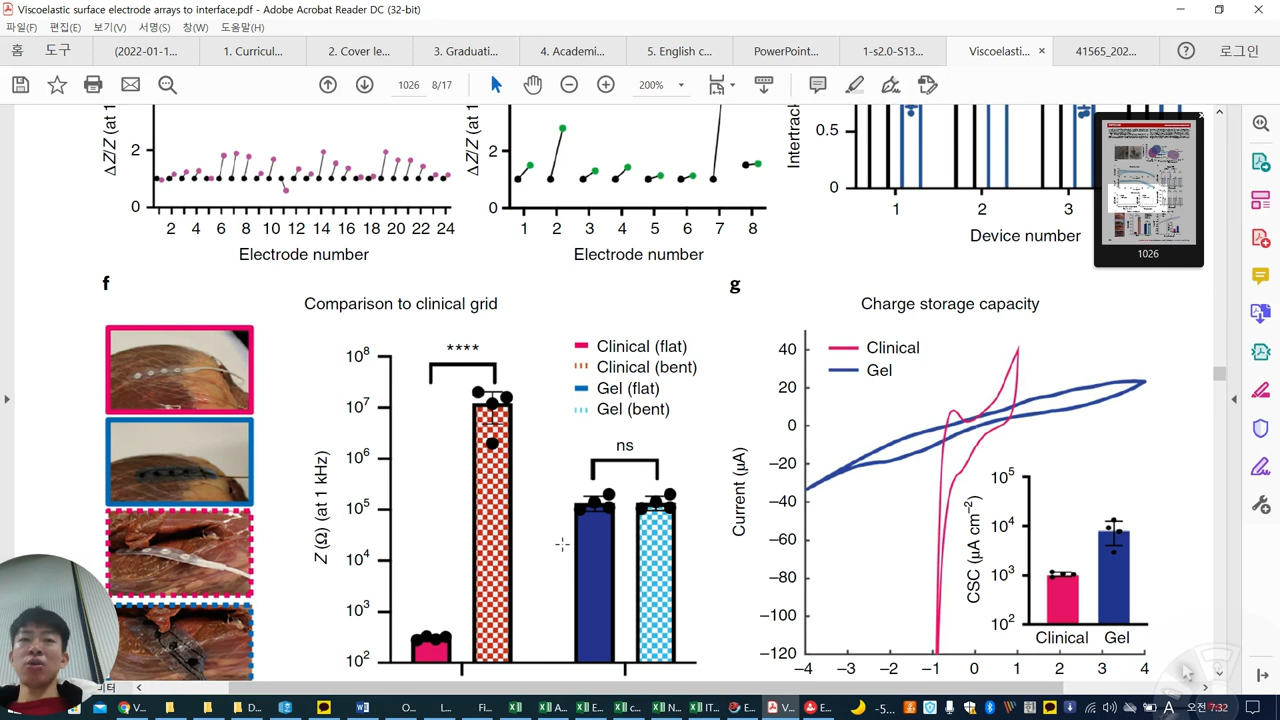 Viscoelastic surface electrode arrays to interface.pdf - Adobe Acrobat Reader DC (32-bit)
파일(F) 편집(E) 보기(V) 서명(S) 창(W) 도움말(H)
홈 도구 (2022-01-1... 1. Curricul... 2. Cover le... 3. Graduati... 4. Academi... 5. English c... PowerPoint... 1-s2.0-S13... Viscoelasti... × 41565_202... 로그인
1026 8/17 200%
ΔZ/Z (at 1
2
0
2 4 6 8 10 12 14 16 18 20 22 24
Electrode number
ΔZ/Z (at 1
2
0
1 2 3 4 5 6 7 8
Electrode number
Intertrack
0.5
0
1 2 3
Device number
1026
f
Comparison to clinical grid
Z (Ω) (at 1 kHz)
10⁸
10⁷
10⁶
10⁵
10⁴
10³
10²
****
ns
Clinical (flat)
Clinical (bent)
Gel (flat)
Gel (bent)
g
Charge storage capacity
Clinical
Gel
Current (μA)
40
20
0
−20
−40
−60
−80
−100
−120
−4 −3 −2 −1 0 1 2 3 4
CSC (μA cm⁻²)
10⁵
10⁴
10³
10²
Clinical Gel
미터
V... D... O... L... Fi... A... E... c... N... IT... E... V... E... 5°C A 오전 7:32